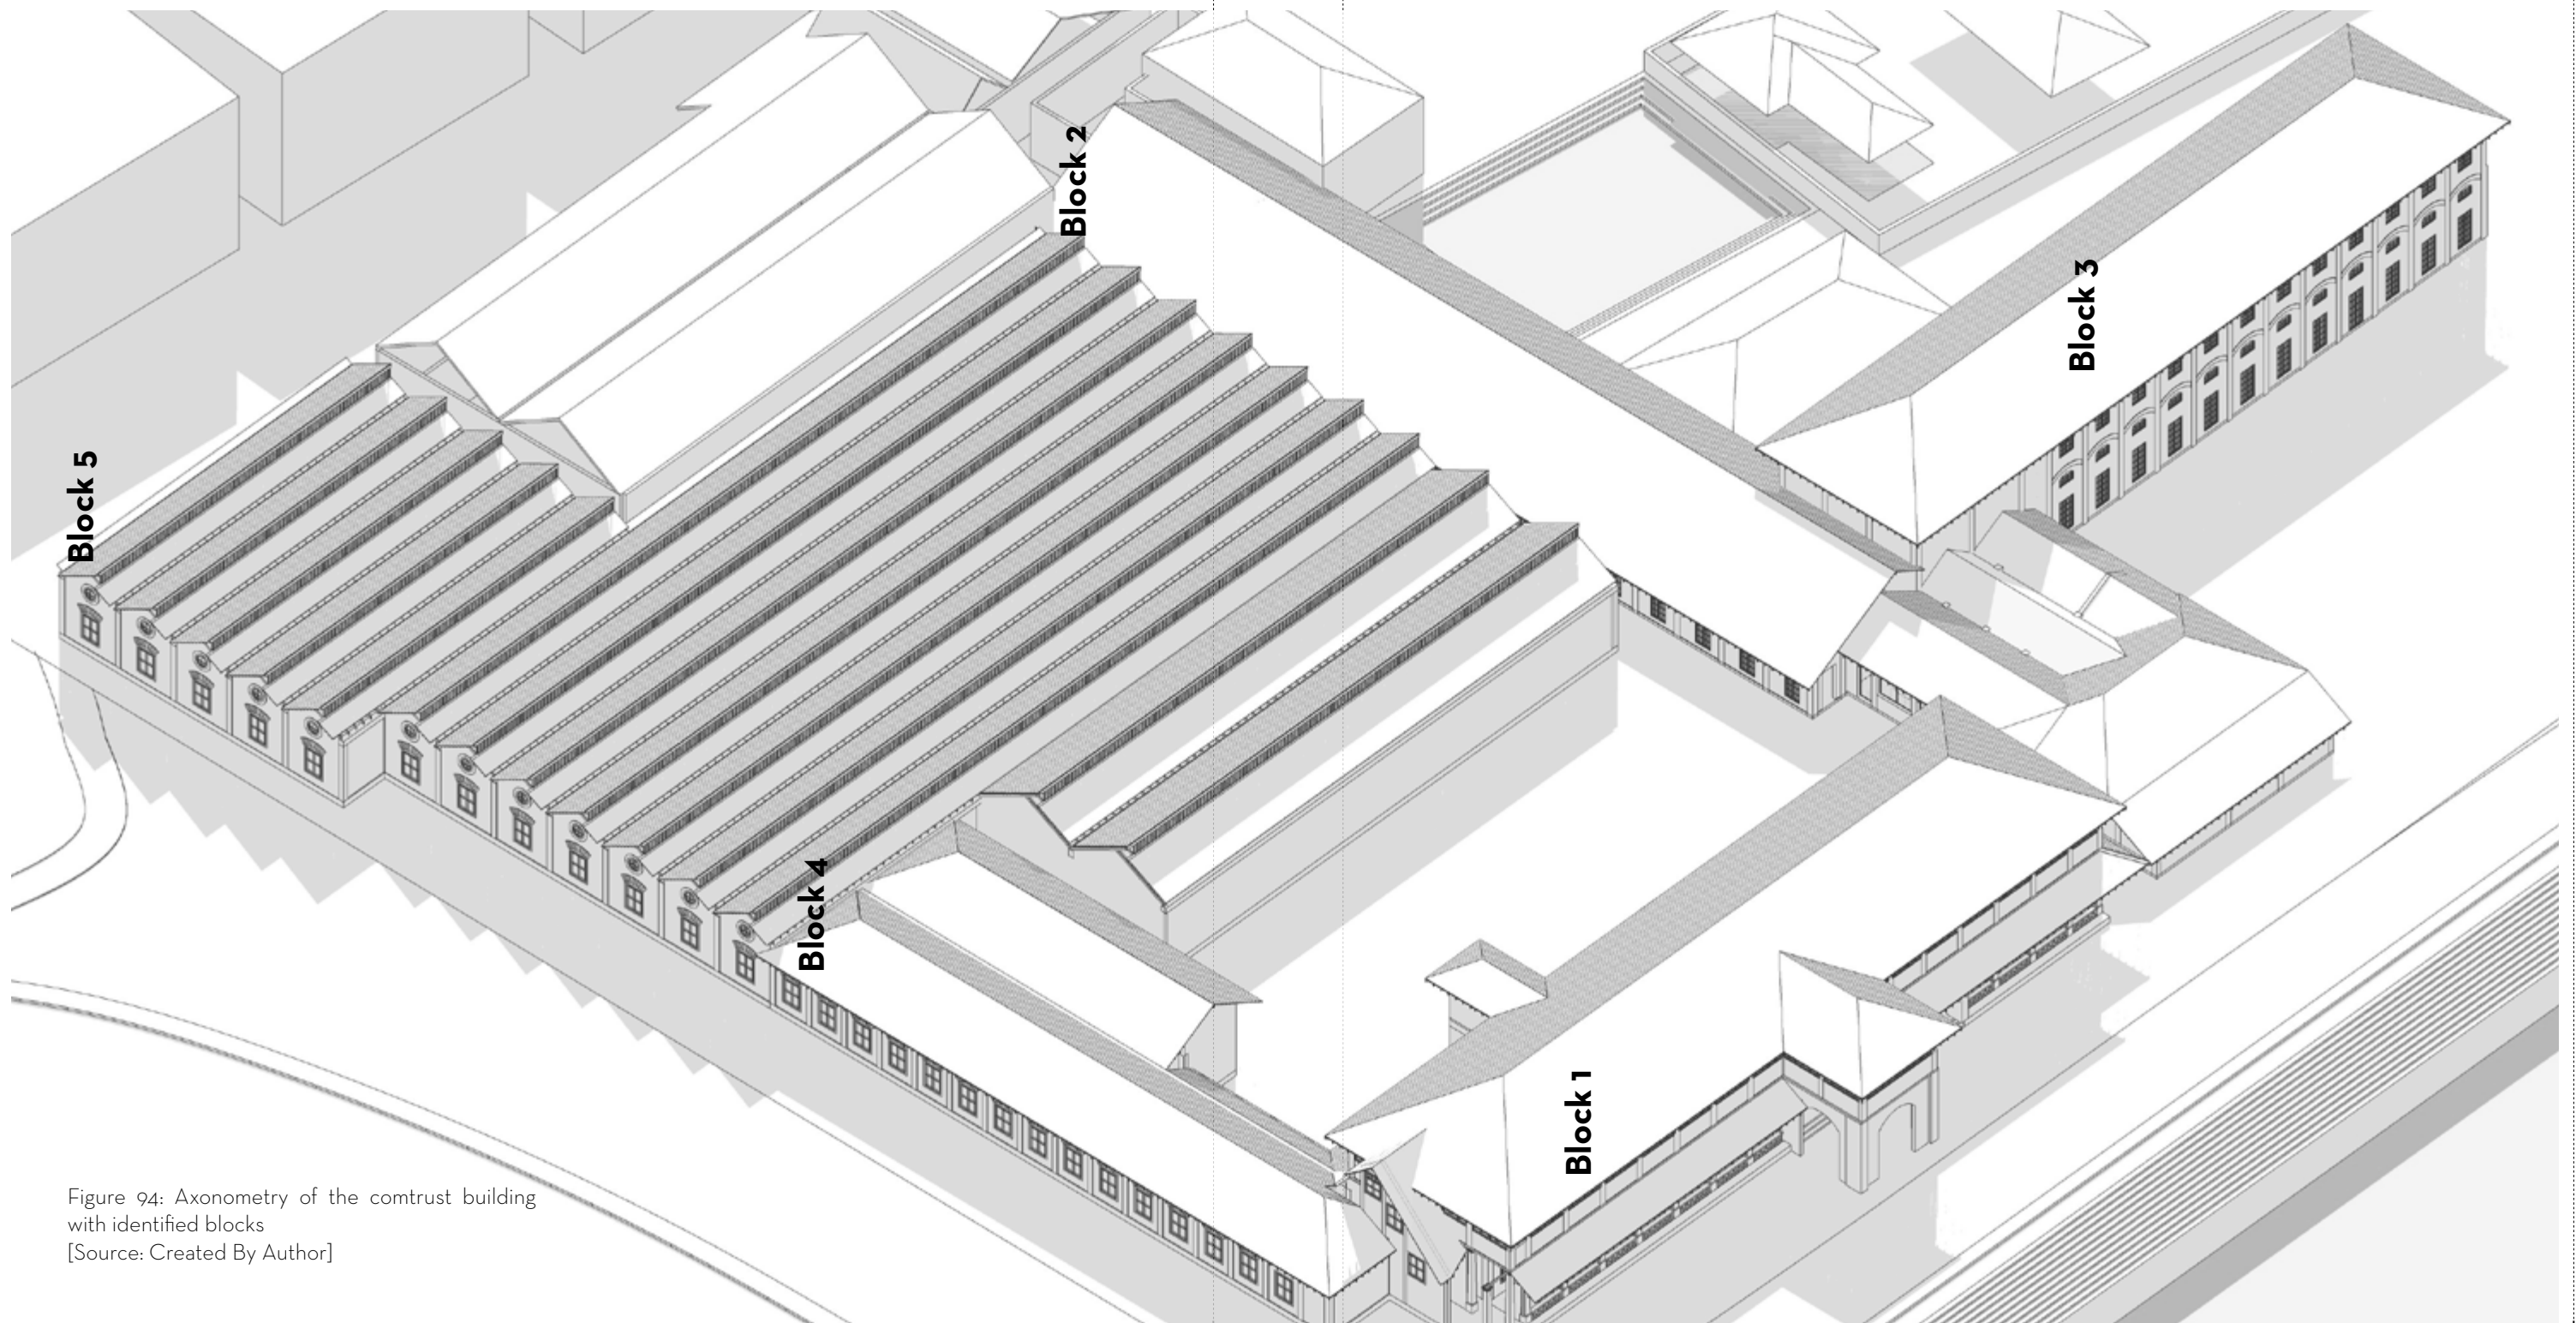 Block 2
Block 3
Block 5
Block 4
Block 1
Figure 94: Axonometry of the comtrust building
with identified blocks
[Source: Created By Author]